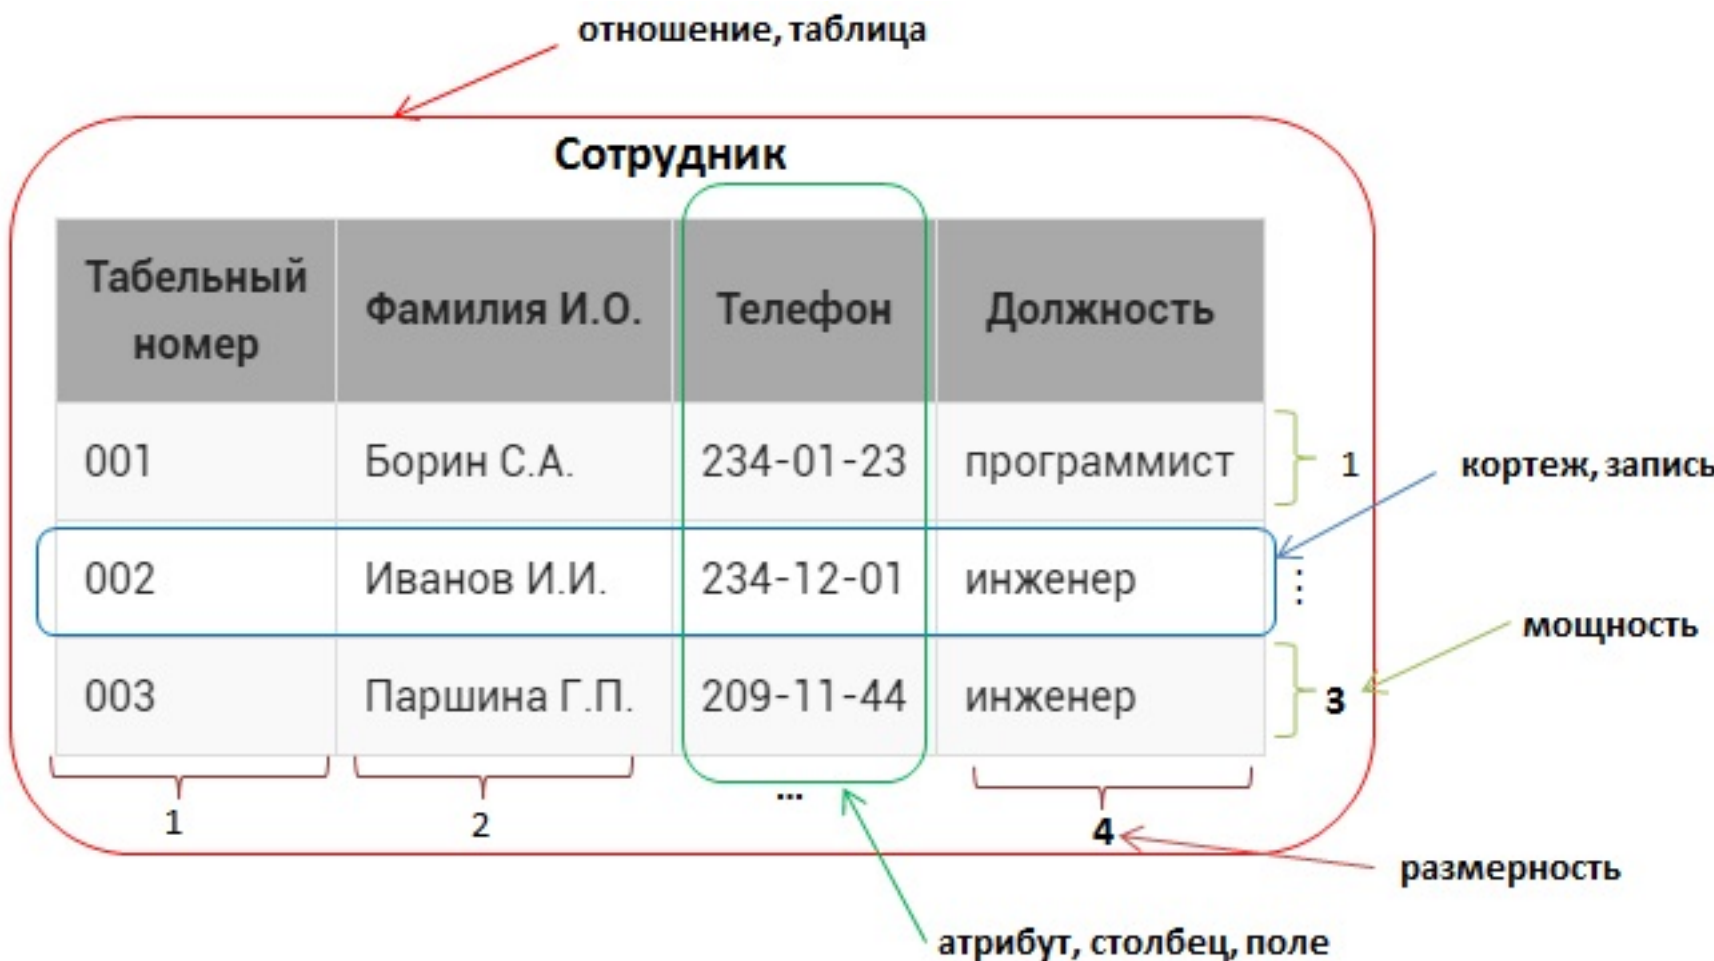 отношение, таблица
Сотрудник
Табельный номер
Фамилия И.О.
Телефон
Должность
001
Борин С.А.
234-01-23
программист
1
кортеж, запись
002
Иванов И.И.
234-12-01
инженер
⋮
мощность
003
Паршина Г.П.
209-11-44
инженер
3
1
2
...
4
размерность
атрибут, столбец, поле